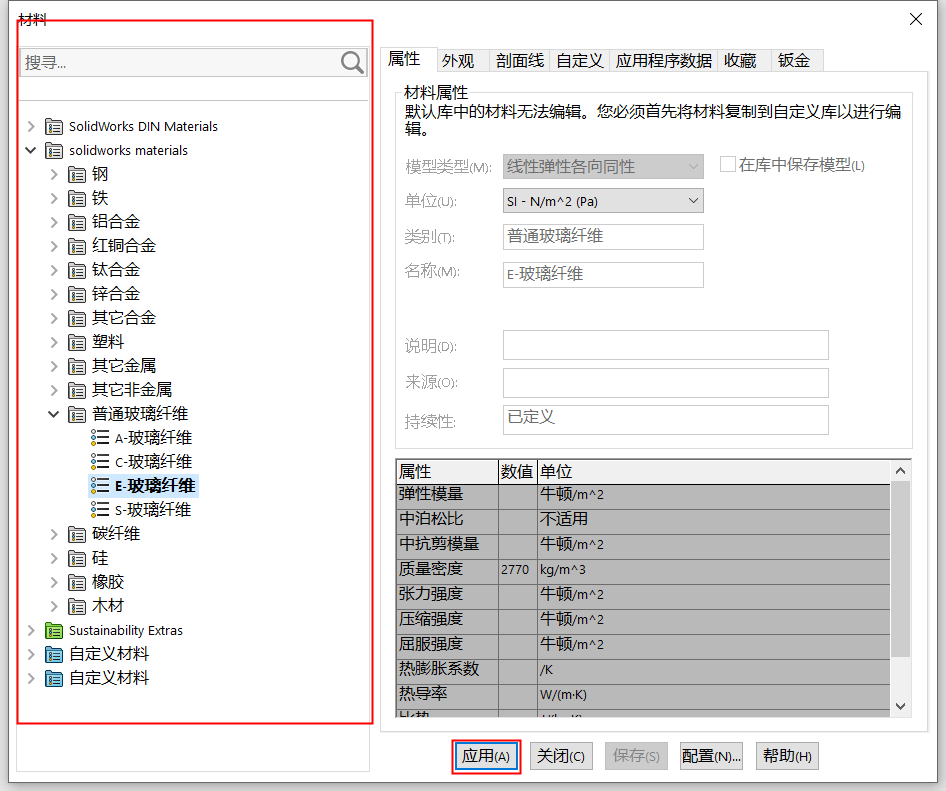 材料
搜寻...
SolidWorks DIN Materials
solidworks materials
钢
铁
铝合金
红铜合金
钛合金
锌合金
其它合金
塑料
其它金属
其它非金属
普通玻璃纤维
A-玻璃纤维
C-玻璃纤维
E-玻璃纤维
S-玻璃纤维
碳纤维
硅
橡胶
木材
Sustainability Extras
自定义材料
自定义材料
属性 外观 剖面线 自定义 应用程序数据 收藏 钣金
材料属性
默认库中的材料无法编辑。您必须首先将材料复制到自定义库以进行编
辑。
模型类型(M): 线性弹性各向同性 在库中保存模型(L)
单位(U): SI - N/m^2 (Pa)
类别(T): 普通玻璃纤维
名称(M): E-玻璃纤维
说明(D):
来源(O):
持续性: 已定义
属性 数值 单位
弹性模量 牛顿/m^2
中泊松比 不适用
中抗剪模量 牛顿/m^2
质量密度 2770 kg/m^3
张力强度 牛顿/m^2
压缩强度 牛顿/m^2
屈服强度 牛顿/m^2
热膨胀系数 /K
热导率 W/(m·K)
应用(A) 关闭(C) 保存(S) 配置(N)... 帮助(H)